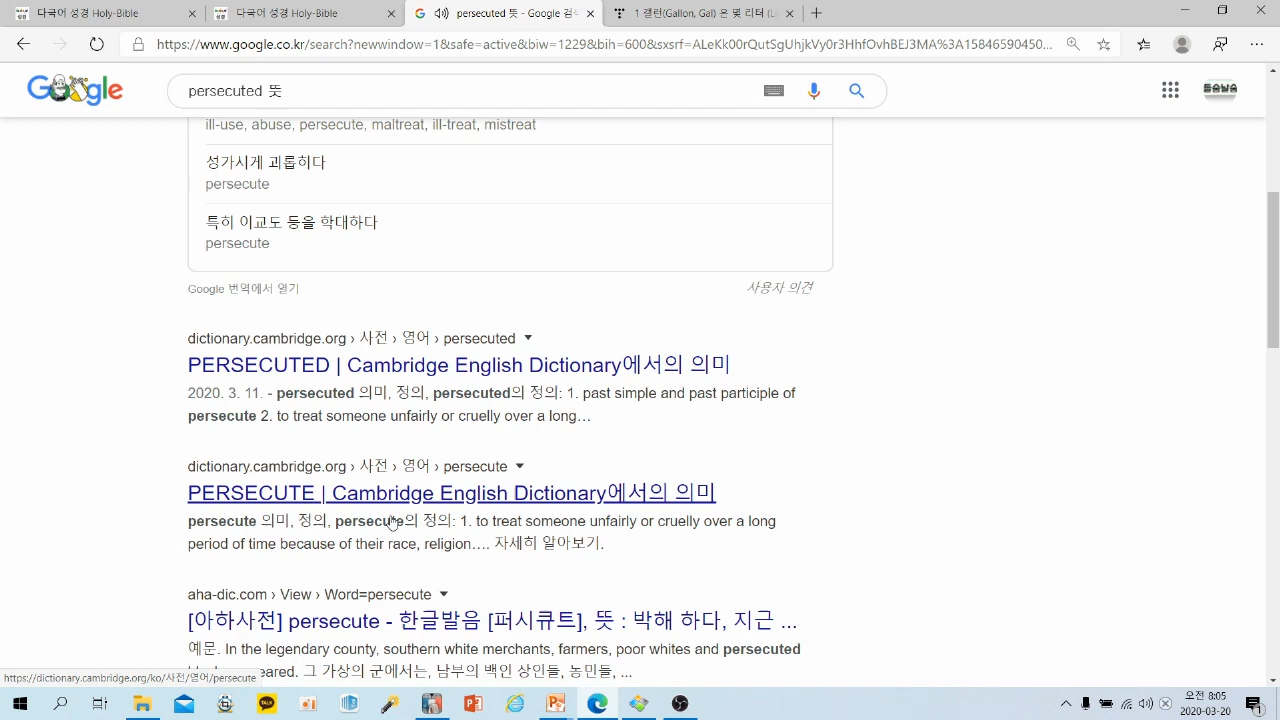 다국어 성경 Holy-Bible
다국어 성경 Holy-Bible
persecuted 뜻 - Google 검색
1 갤런(Gallon, Gal) 은 몇 리터 (Li
https://www.google.co.kr/search?newwindow=1&safe=active&biw=1229&bih=600&sxsrf=ALeKk00rQutSgUhjkVy0r3HhfOvhBEJ3MA%3A15846590450...
Google
persecuted 뜻
ill-use, abuse, persecute, maltreat, ill-treat, mistreat
성가시게 괴롭히다
persecute
특히 이교도 등을 학대하다
persecute
Google 번역에서 열기
사용자 의견
dictionary.cambridge.org › 사전 › 영어 › persecuted
PERSECUTED | Cambridge English Dictionary에서의 의미
2020. 3. 11. - persecuted 의미, 정의, persecuted의 정의: 1. past simple and past participle of
persecute 2. to treat someone unfairly or cruelly over a long…
dictionary.cambridge.org › 사전 › 영어 › persecute
PERSECUTE | Cambridge English Dictionary에서의 의미
persecute 의미, 정의, persecute의 정의: 1. to treat someone unfairly or cruelly over a long
period of time because of their race, religion…. 자세히 알아보기.
aha-dic.com › View › Word=persecute
[아하사전] persecute - 한글발음 [퍼시큐트], 뜻 : 박해 하다, 지근 ...
예문. In the legendary county, southern white merchants, farmers, poor whites and persecuted
eared. 그 가상의 군에서는, 남부의 백인 상인들, 농민들, ...
https://dictionary.cambridge.org/ko/사전/영어/persecute
TALK
오전 8:05
2020-03-20